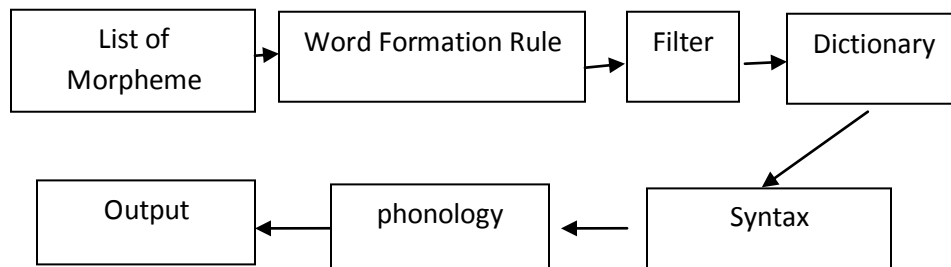 List of
Morpheme
Word Formation Rule
Filter
Dictionary
Syntax
phonology
Output